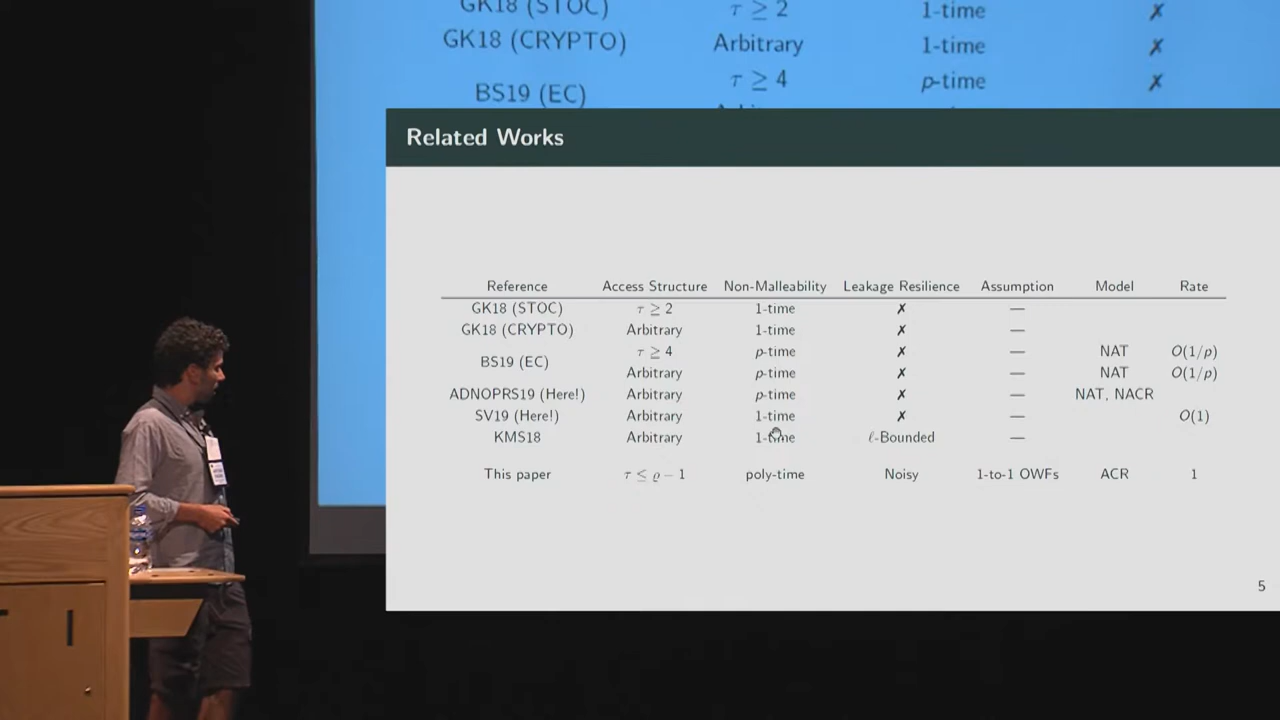 GK18 (STOC) τ ≥ 2 1-time ✗
GK18 (CRYPTO) Arbitrary 1-time ✗
BS19 (EC) τ ≥ 4 p-time ✗
Related Works
Reference Access Structure Non-Malleability Leakage Resilience Assumption Model Rate
GK18 (STOC) τ ≥ 2 1-time ✗ —
GK18 (CRYPTO) Arbitrary 1-time ✗ —
BS19 (EC) τ ≥ 4 p-time ✗ — NAT O(1/p)
Arbitrary p-time ✗ — NAT O(1/p)
ADNOPRS19 (Here!) Arbitrary p-time ✗ — NAT, NACR
SV19 (Here!) Arbitrary 1-time ✗ — O(1)
KMS18 Arbitrary 1-time ℓ-Bounded —
This paper τ ≤ ϱ − 1 poly-time Noisy 1-to-1 OWFs ACR 1
5